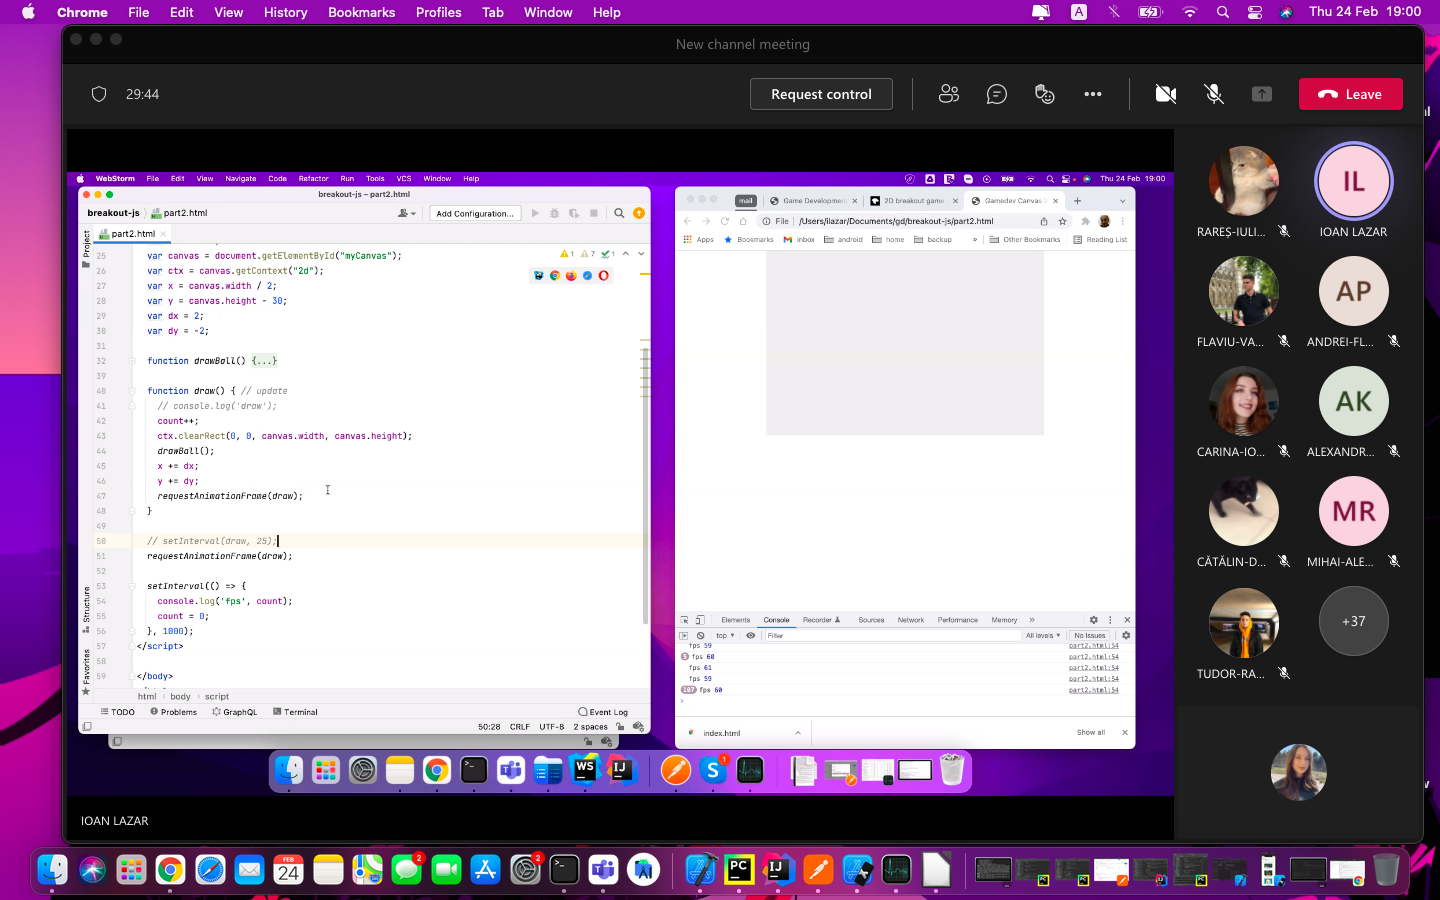 Chrome File Edit View History Bookmarks Profiles Tab Window Help A Thu 24 Feb 19:00
New channel meeting
29:44 Request control Leave
WebStorm File Edit View Navigate Code Refactor Run Tools VCS Window Help Thu 24 Feb 19:00
breakout-js – part2.html
breakout-js part2.html Add Configuration...
part2.html
Project
25 var canvas = document.getElementById("myCanvas");
26 var ctx = canvas.getContext("2d");
27 var x = canvas.width / 2;
28 var y = canvas.height - 30;
29 var dx = 2;
30 var dy = -2;
31
32 function drawBall() {...}
39
40 function draw() { // update
41 // console.log('draw');
42 count++;
43 ctx.clearRect(0, 0, canvas.width, canvas.height);
44 drawBall();
45 x += dx;
46 y += dy;
47 requestAnimationFrame(draw);
48 }
49
50 // setInterval(draw, 25);
51 requestAnimationFrame(draw);
52
53 setInterval(() => {
54 console.log('fps', count);
55 count = 0;
56 }, 1000);
57 </script>
58
59 </body>
1 7 1
Structure
Favorites
html body script
TODO Problems GraphQL Terminal Event Log
50:28 CRLF UTF-8 2 spaces
mail Game Development 2D breakout game Gamedev Canvas
File /Users/ilazar/Documents/gd/breakout-js/part2.html
Apps Bookmarks Inbox android home backup » Other Bookmarks Reading List
Elements Console Recorder Sources Network Performance Memory »
top Filter All levels No Issues
fps 59 part2.html:54
5 fps 60 part2.html:54
fps 61 part2.html:54
fps 59 part2.html:54
107 fps 60 part2.html:54
index.html Show all
WS IJ S 1
IOAN LAZAR
RAREȘ-IULI... IL IOAN LAZAR
FLAVIU-VA... AP ANDREI-FL...
CARINA-IO... AK ALEXANDR...
CĂTĂLIN-D... MR MIHAI-ALE...
TUDOR-RA... +37
FEB 24 2 2 PC IJ